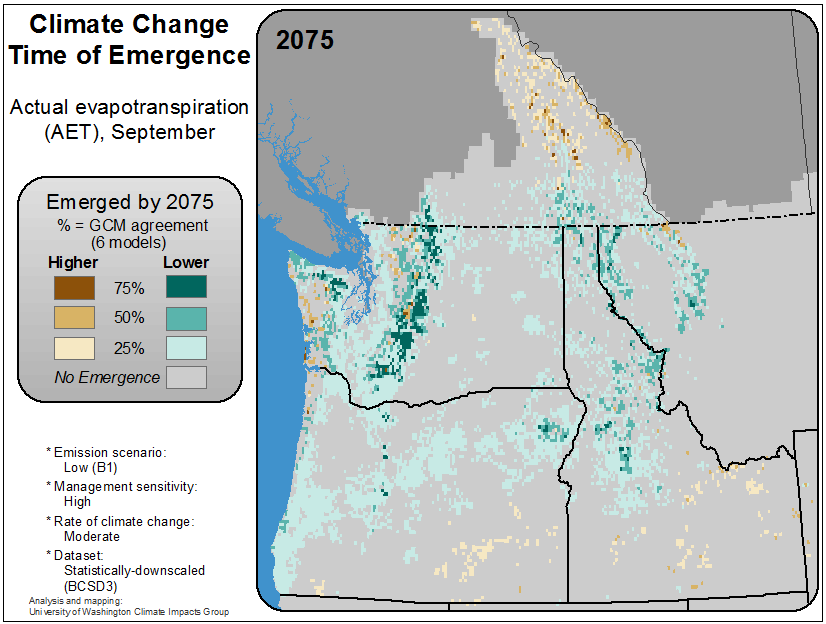 Climate Change
Time of Emergence
Actual evapotranspiration
(AET), September
Emerged by 2075
% = GCM agreement
(6 models)
Higher Lower
75%
50%
25%
No Emergence
* Emission scenario:
Low (B1)
* Management sensitivity:
High
* Rate of climate change:
Moderate
* Dataset:
Statistically-downscaled
(BCSD3)
Analysis and mapping:
University of Washington Climate Impacts Group
2075